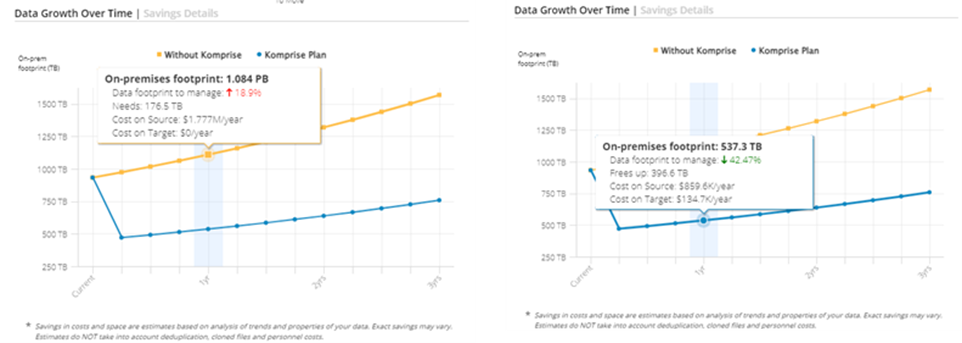 Data Growth Over Time | Savings Details
Without Komprise Komprise Plan
On-prem
footprint (TB)
On-premises footprint: 1.084 PB
Data footprint to manage: ↑ 18.9%
Needs: 176.5 TB
Cost on Source: $1.777M/year
Cost on Target: $0/year
1500 TB
1250 TB
1000 TB
750 TB
500 TB
250 TB
Current
1yr
2yrs
3yrs
* Savings in costs and space are estimates based on analysis of trends and properties of your data. Exact savings may vary.
Estimates do NOT take into account deduplication, cloned files and personnel costs.
Data Growth Over Time | Savings Details
Without Komprise Komprise Plan
On-prem
footprint (TB)
On-premises footprint: 537.3 TB
Data footprint to manage: ↓ 42.47%
Frees up: 396.6 TB
Cost on Source: $859.6K/year
Cost on Target: $134.7K/year
1500 TB
1250 TB
1000 TB
750 TB
500 TB
250 TB
Current
1yr
2yrs
3yrs
* Savings in costs and space are estimates based on analysis of trends and properties of your data. Exact savings may vary.
Estimates do NOT take into account deduplication, cloned files and personnel costs.